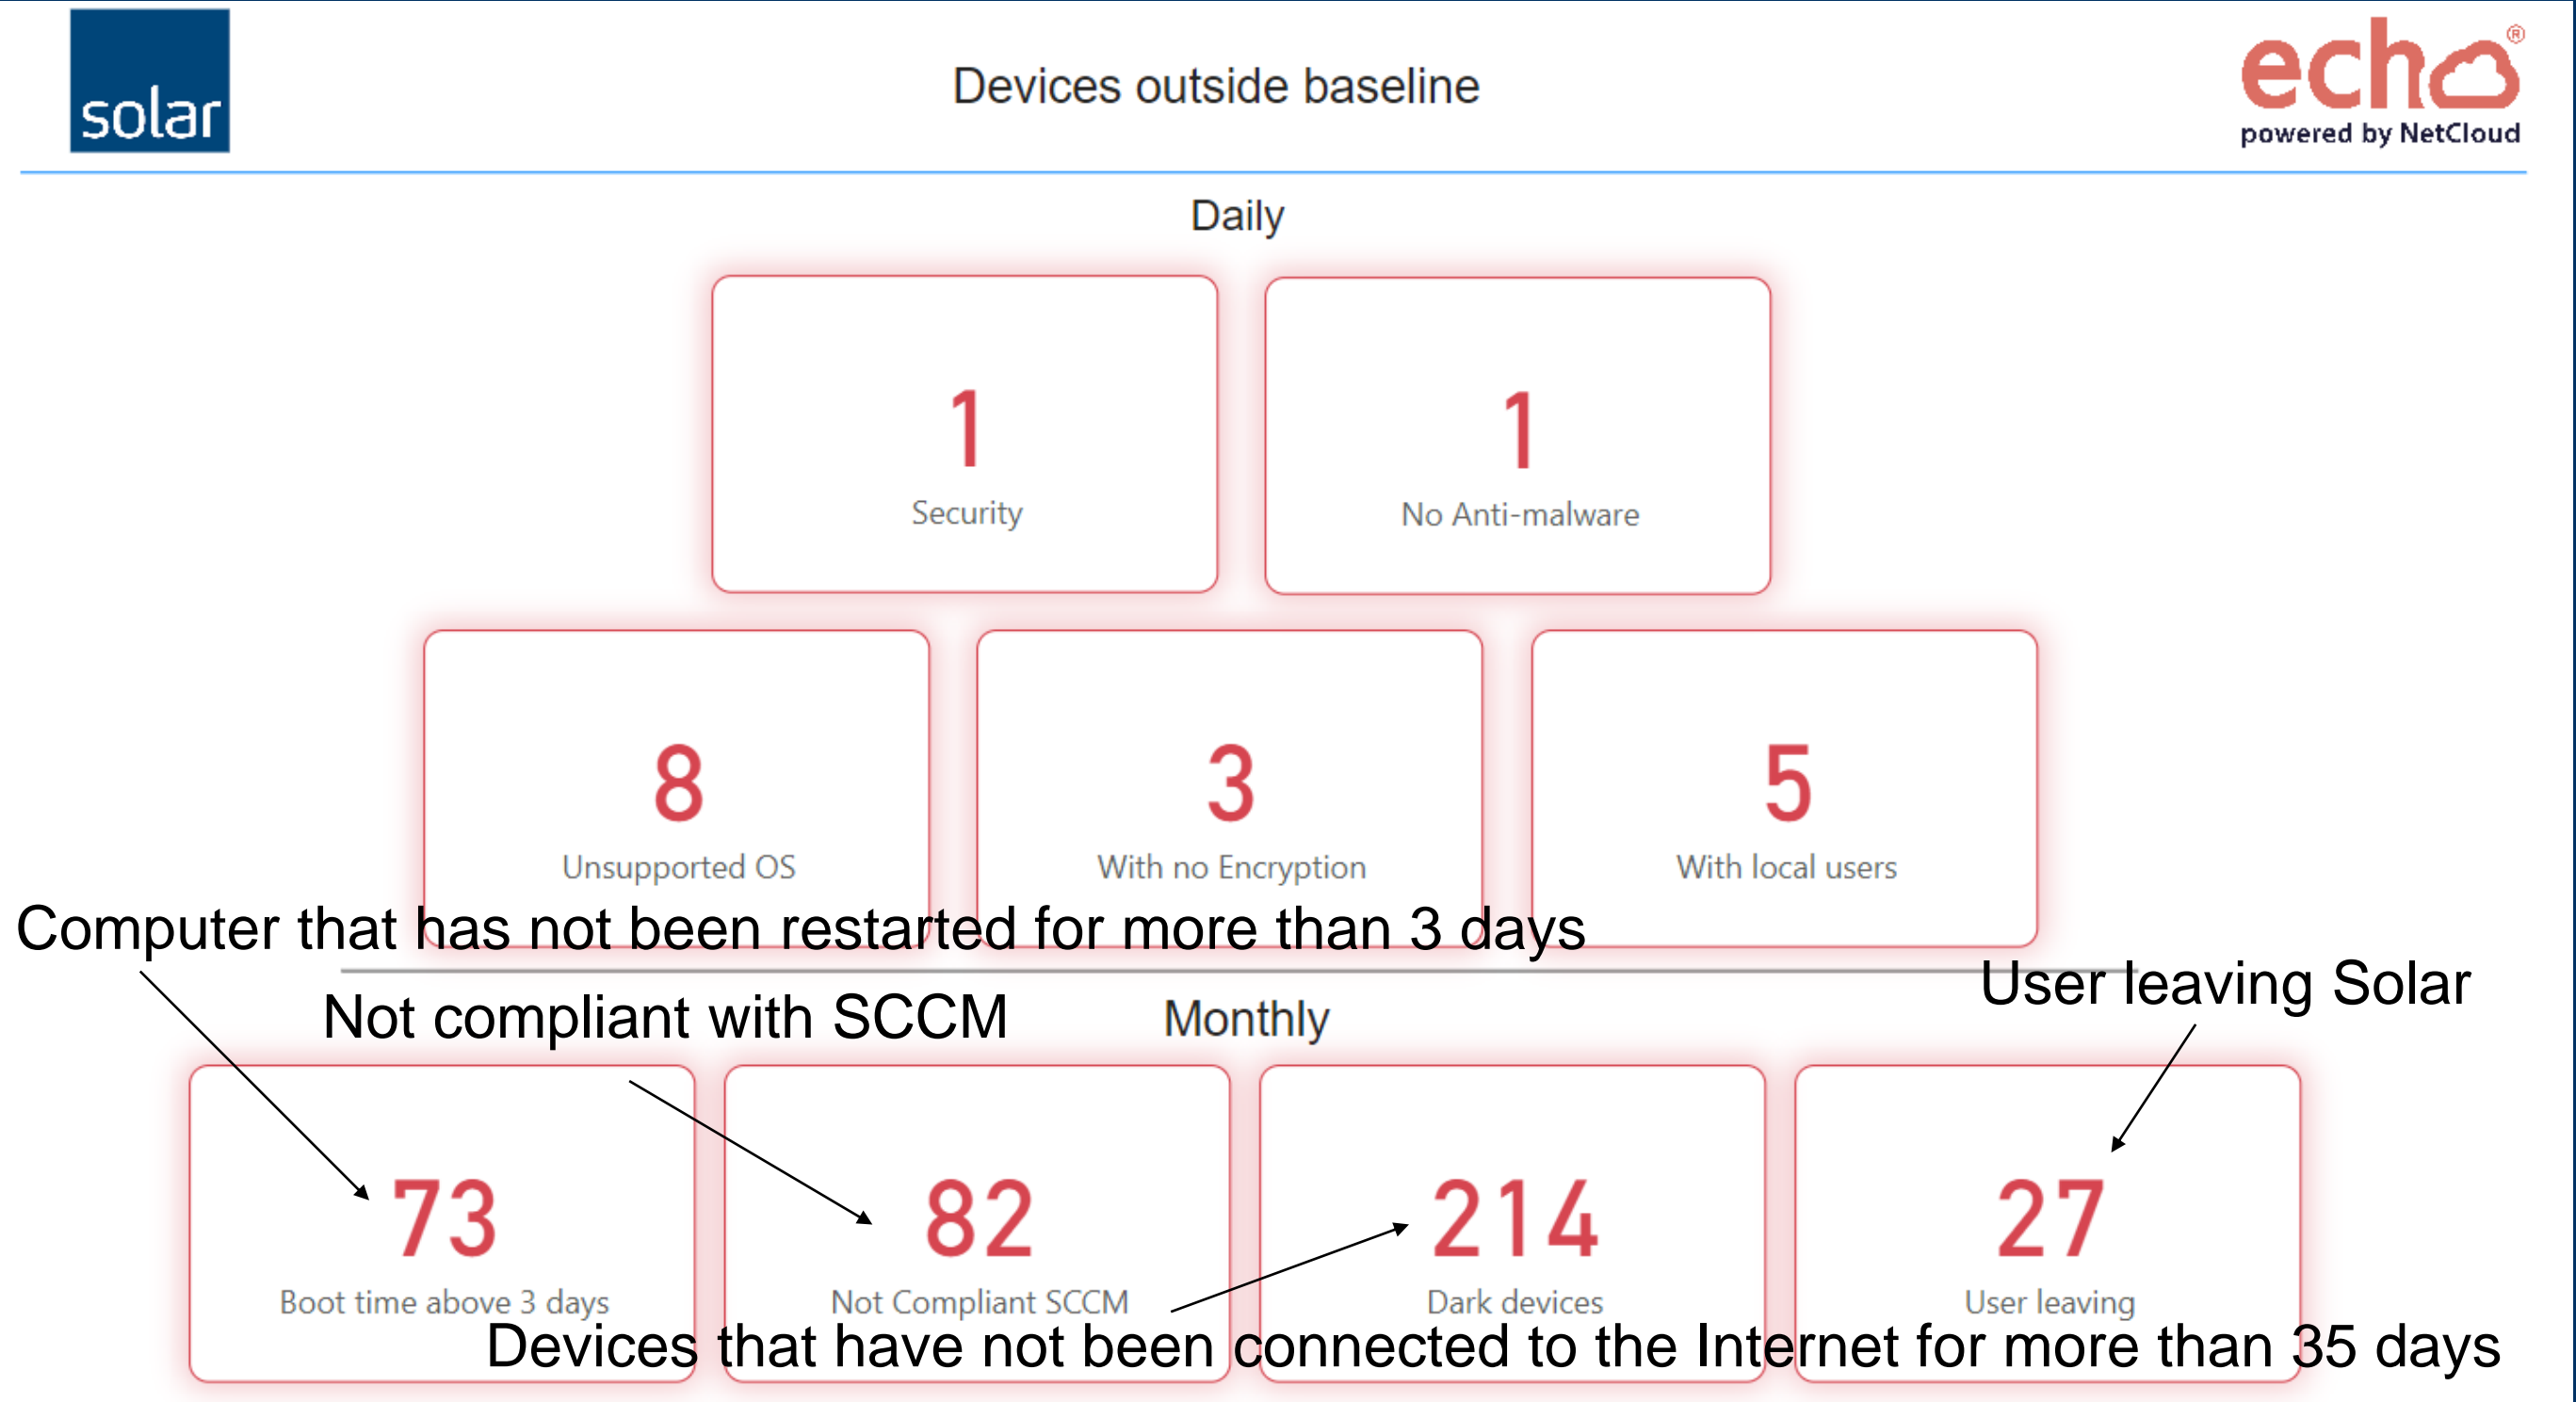 solar
Devices outside baseline
echo®
powered by NetCloud
Daily
1
Security
1
No Anti-malware
8
Unsupported OS
3
With no Encryption
5
With local users
Computer that has not been restarted for more than 3 days
User leaving Solar
Not compliant with SCCM
Monthly
73
Boot time above 3 days
82
Not Compliant SCCM
214
Dark devices
27
User leaving
Devices that have not been connected to the Internet for more than 35 days